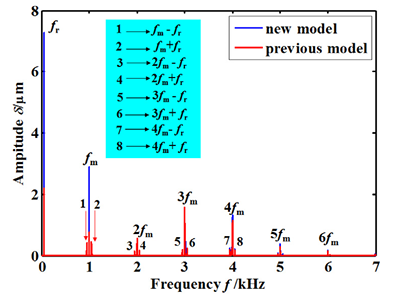 8
6
4
2
0
0
1
2
3
4
5
6
7
Amplitude δ/μm
Frequency f /kHz
new model
previous model
1 → fm - fr
2 → fm + fr
3 → 2fm - fr
4 → 2fm + fr
5 → 3fm - fr
6 → 3fm + fr
7 → 4fm - fr
8 → 4fm + fr
fr
fm
1
2
2fm
3
4
3fm
5
6
4fm
7
8
5fm
6fm